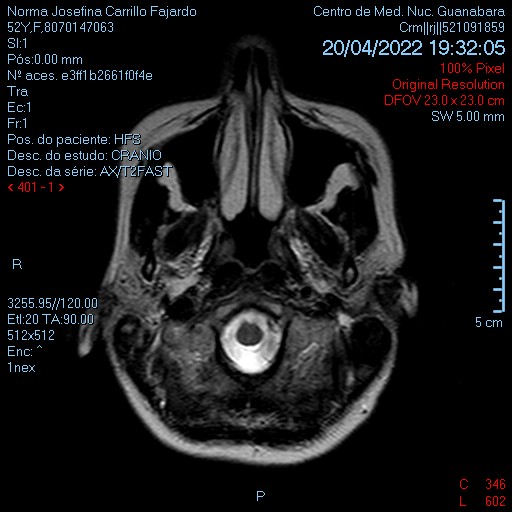 Norma Josefina Carrillo Fajardo
52Y,F,8070147063
Sl:1
Pós:0.00 mm
Nº aces. e3ff1b2661f0f4e
Tra
Ec:1
Fr:1
Pos. do paciente: HFS
Desc. do estudo: CRANIO
Desc. da série: AX/T2FAST
< 401 - 1 >
Centro de Med. Nuc. Guanabara
Crm||rj||521091859
20/04/2022 19:32:05
100% Pixel
Original Resolution
DFOV 23.0 x 23.0 cm
SW 5.00 mm
R
5 cm
3255.95//120.00
Etl:20 TA:90.00
512x512
Enc: ^
1nex
P
C 346
L 602